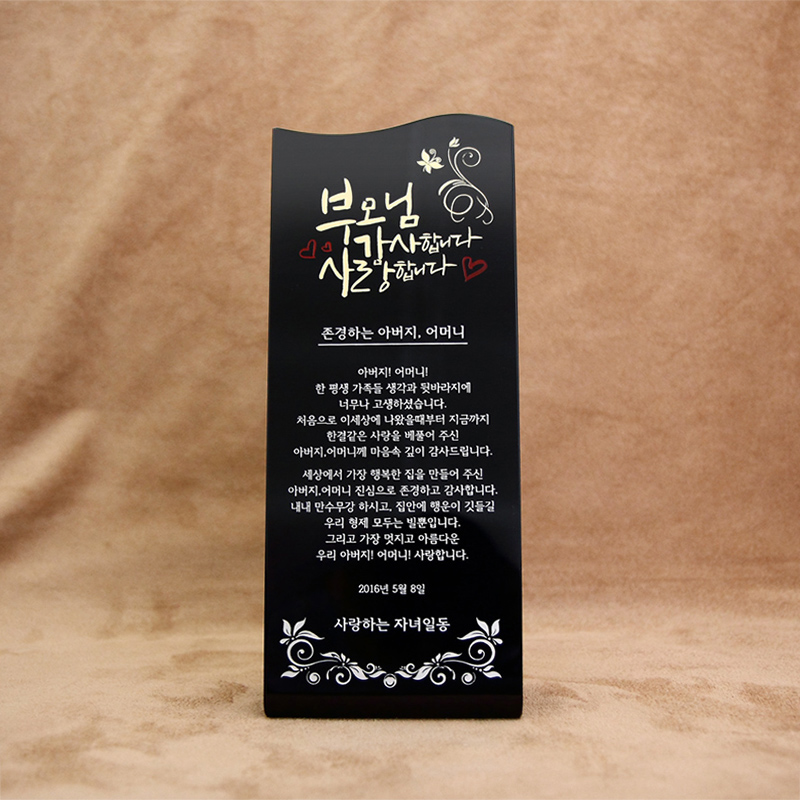 부모님
감사합니다
사랑합니다
존경하는 아버지, 어머니
아버지! 어머니!
한 평생 가족들 생각과 뒷바라지에
너무나 고생하셨습니다.
처음으로 이세상에 나왔을때부터 지금까지
한결같은 사랑을 베풀어 주신
아버지,어머니께 마음속 깊이 감사드립니다.
세상에서 가장 행복한 집을 만들어 주신
아버지,어머니 진심으로 존경하고 감사합니다.
내내 만수무강 하시고, 집안에 행운이 깃들길
우리 형제 모두는 빌뿐입니다.
그리고 가장 멋지고 아름다운
우리 아버지! 어머니! 사랑합니다.
2016년 5월 8일
사랑하는 자녀일동